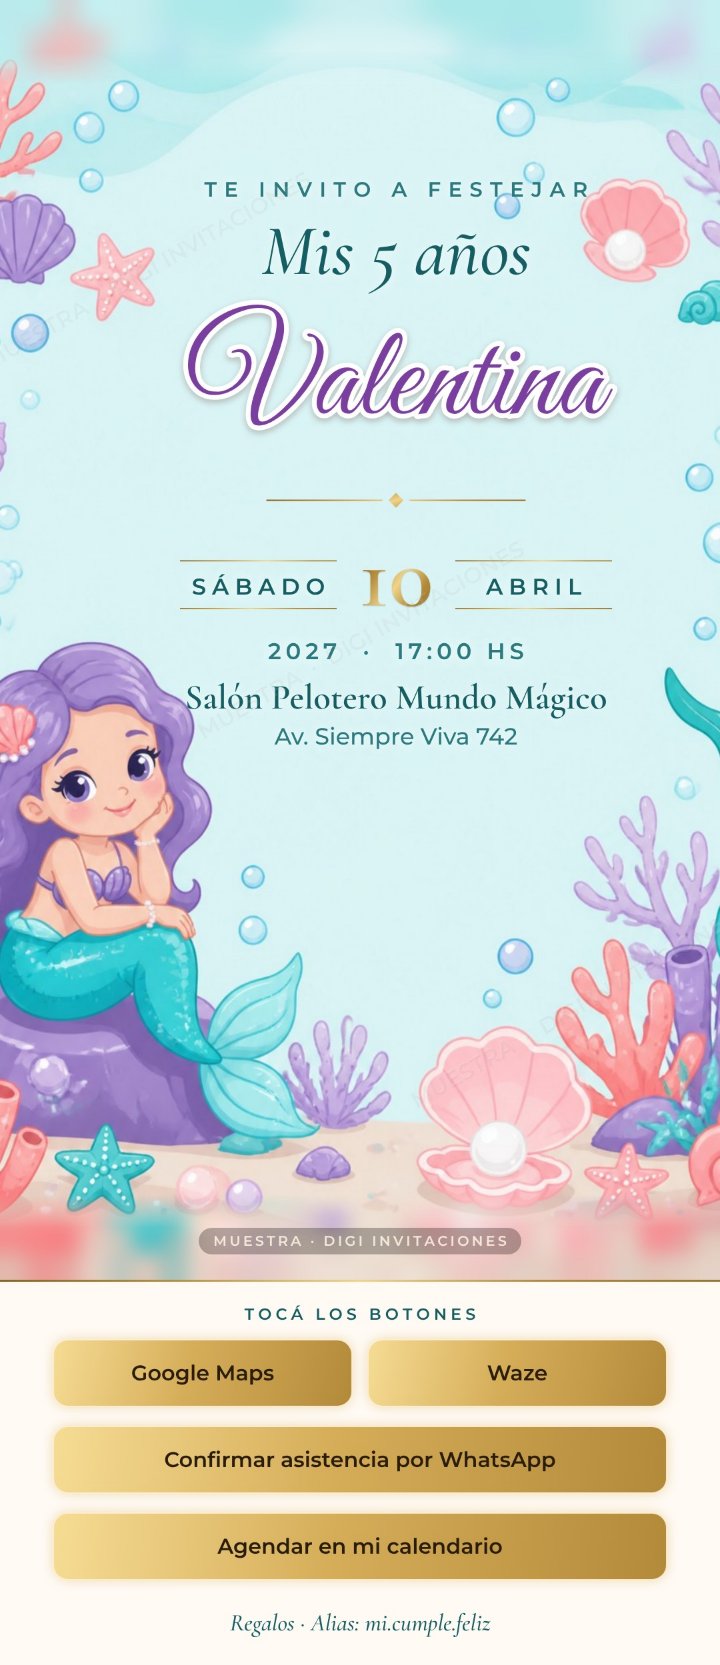 TE INVITO A FESTEJAR
Mis 5 años
Valentina
SÁBADO 10 ABRIL
2027 · 17:00 HS
Salón Pelotero Mundo Mágico
Av. Siempre Viva 742
MUESTRA · DIGI INVITACIONES
TOCÁ LOS BOTONES
Google Maps Waze
Confirmar asistencia por WhatsApp
Agendar en mi calendario
Regalos · Alias: mi.cumple.feliz